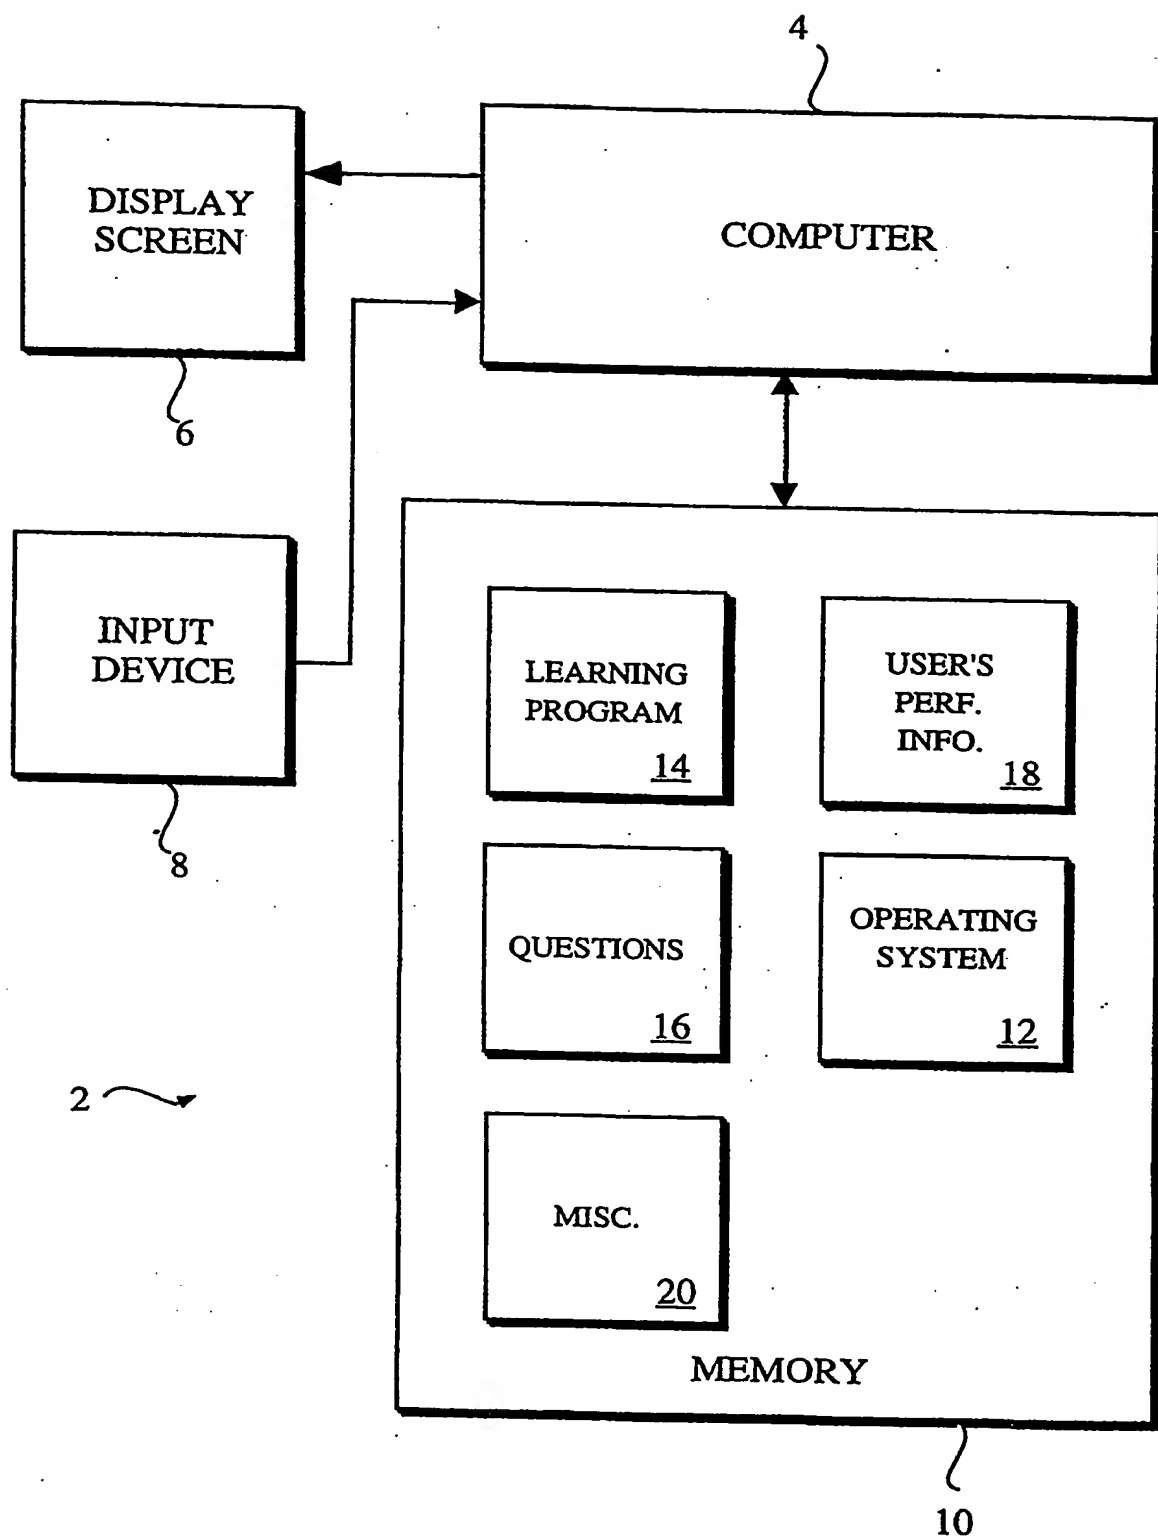 4
DISPLAY
SCREEN
COMPUTER
6
INPUT
DEVICE
8
LEARNING
PROGRAM
14
USER'S
PERF.
INFO.
18
QUESTIONS
16
OPERATING
SYSTEM
12
2
MISC.
20
MEMORY
10